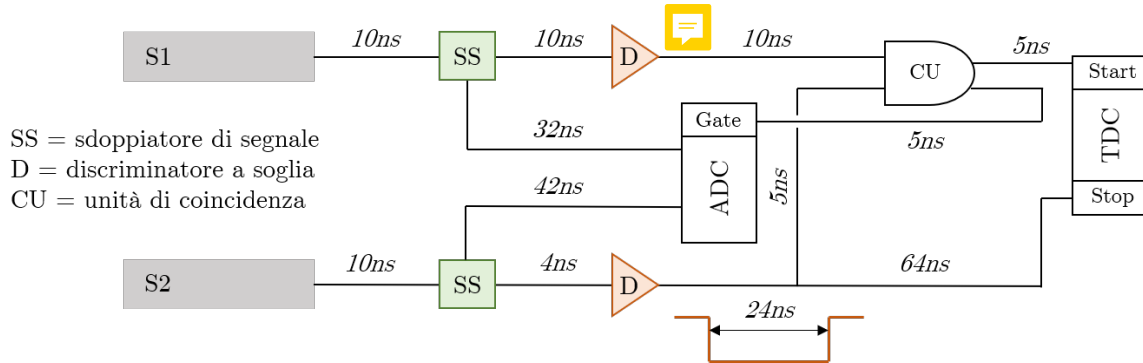 10ns
10ns
10ns
5ns
S1
SS
D
CU
Start
Gate
32ns
5ns
TDC
SS = sdoppiatore di segnale
D = discriminatore a soglia
CU = unità di coincidenza
42ns
ADC
5ns
Stop
10ns
4ns
64ns
S2
SS
D
24ns